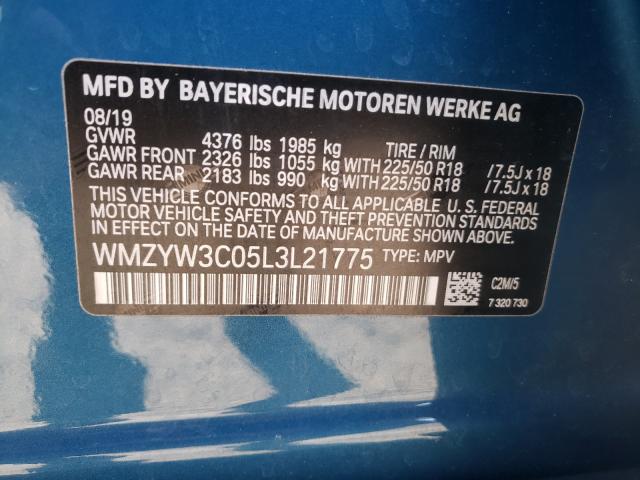 MFD BY BAYERISCHE MOTOREN WERKE AG
08/19
GVWR 4376 lbs 1985 kg TIRE / RIM
GAWR FRONT 2326 lbs 1055 kg WITH 225/50 R18 /7.5J x 18
GAWR REAR 2183 lbs 990 kg WITH 225/50 R18 /7.5J x 18
THIS VEHICLE CONFORMS TO ALL APPLICABLE U.S. FEDERAL
MOTOR VEHICLE SAFETY AND THEFT PREVENTION STANDARDS
IN EFFECT ON THE DATE OF MANUFACTURE SHOWN ABOVE.
WMZYW3C05L3L21775 TYPE: MPV
C2MI5
7 320 730